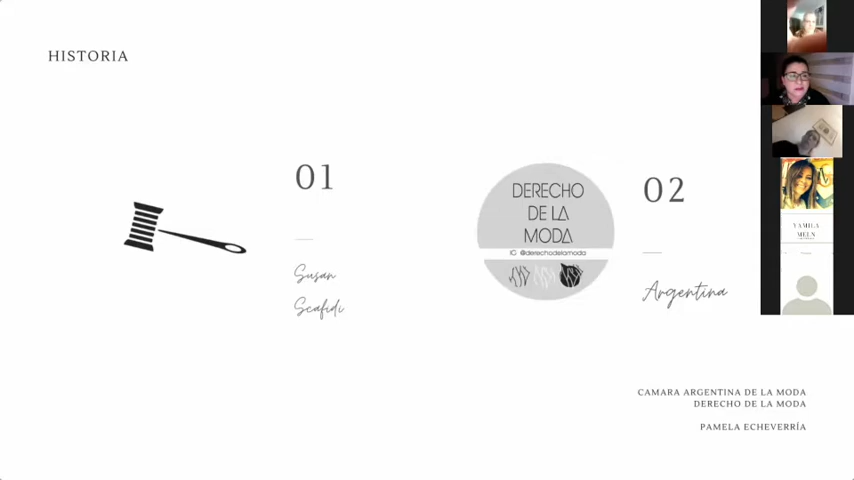 HISTORIA
01
Susan
Scafidi
DERECHO
DE LA
MODA
IG @derechodelamoda
02
Argentina
YAMILA
CAMARA ARGENTINA DE LA MODA
DERECHO DE LA MODA
PAMELA ECHEVERRÍA